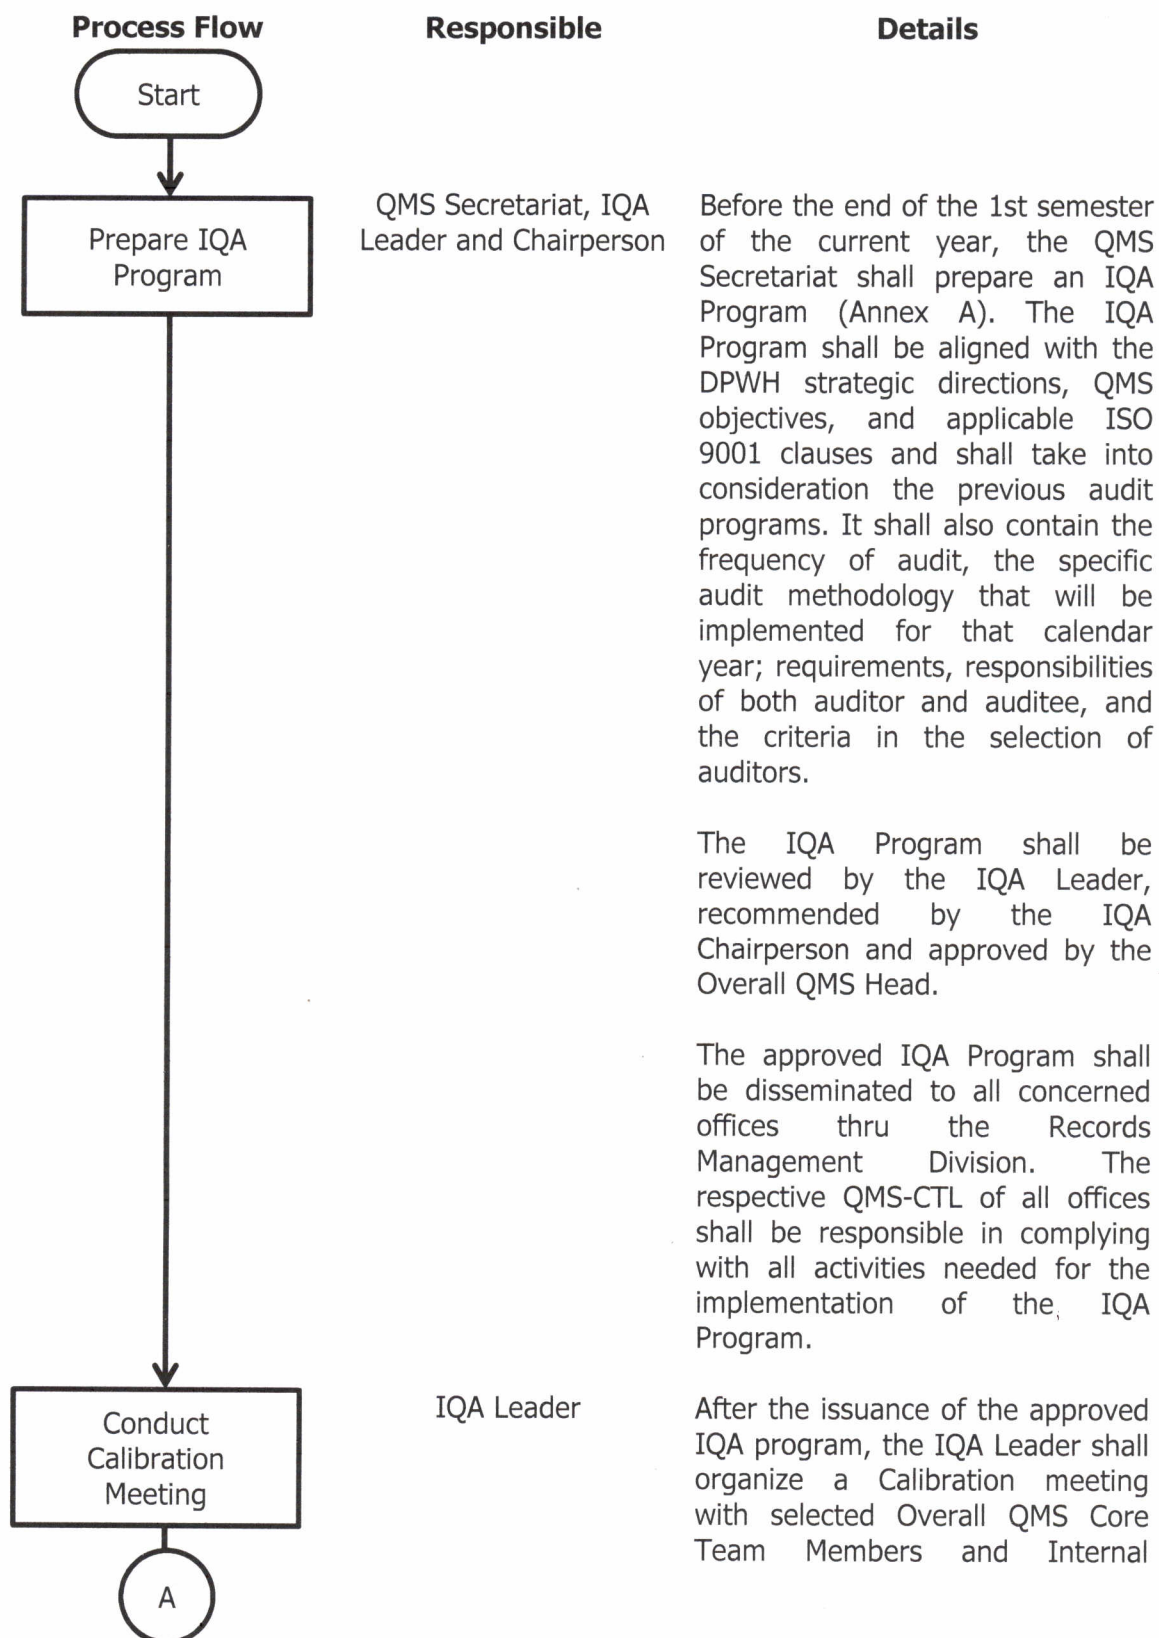 Process Flow Responsible Details
Start
Prepare IQA
Program
QMS Secretariat, IQA
Leader and Chairperson
Before the end of the 1st semester
of the current year, the QMS
Secretariat shall prepare an IQA
Program (Annex A). The IQA
Program shall be aligned with the
DPWH strategic directions, QMS
objectives, and applicable ISO
9001 clauses and shall take into
consideration the previous audit
programs. It shall also contain the
frequency of audit, the specific
audit methodology that will be
implemented for that calendar
year; requirements, responsibilities
of both auditor and auditee, and
the criteria in the selection of
auditors.
The IQA Program shall be
reviewed by the IQA Leader,
recommended by the IQA
Chairperson and approved by the
Overall QMS Head.
The approved IQA Program shall
be disseminated to all concerned
offices thru the Records
Management Division. The
respective QMS-CTL of all offices
shall be responsible in complying
with all activities needed for the
implementation of the IQA
Program.
Conduct
Calibration
Meeting
IQA Leader
After the issuance of the approved
IQA program, the IQA Leader shall
organize a Calibration meeting
with selected Overall QMS Core
Team Members and Internal
A